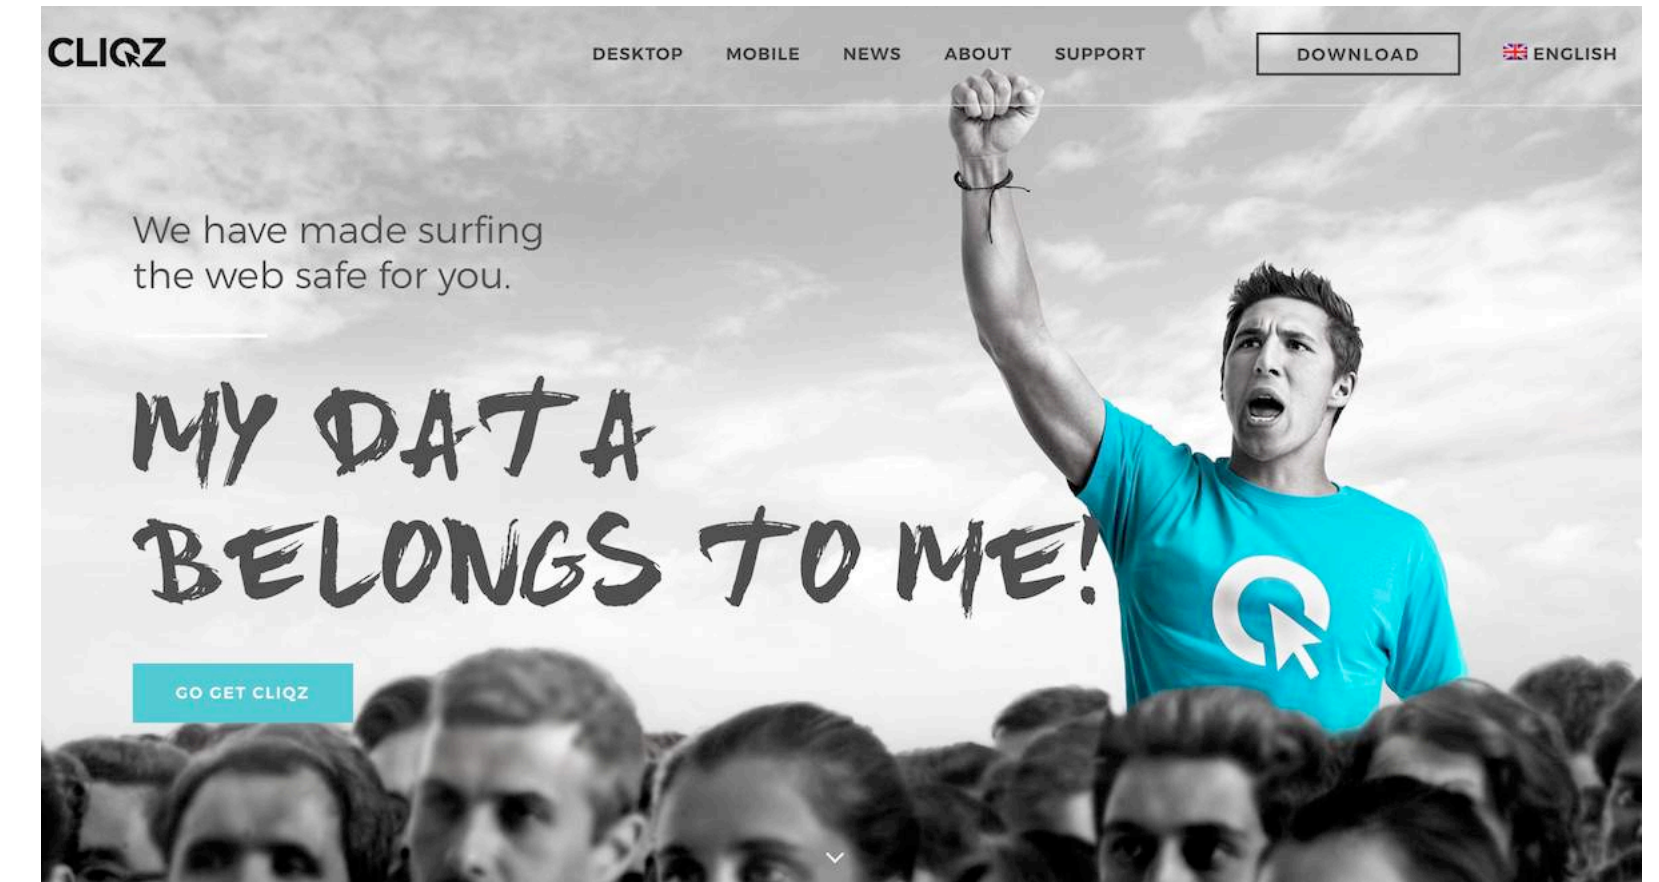 CLIQZ
DESKTOP MOBILE NEWS ABOUT SUPPORT DOWNLOAD ENGLISH
We have made surfing
the web safe for you.
MY DATA
BELONGS TO ME!
GO GET CLIQZ